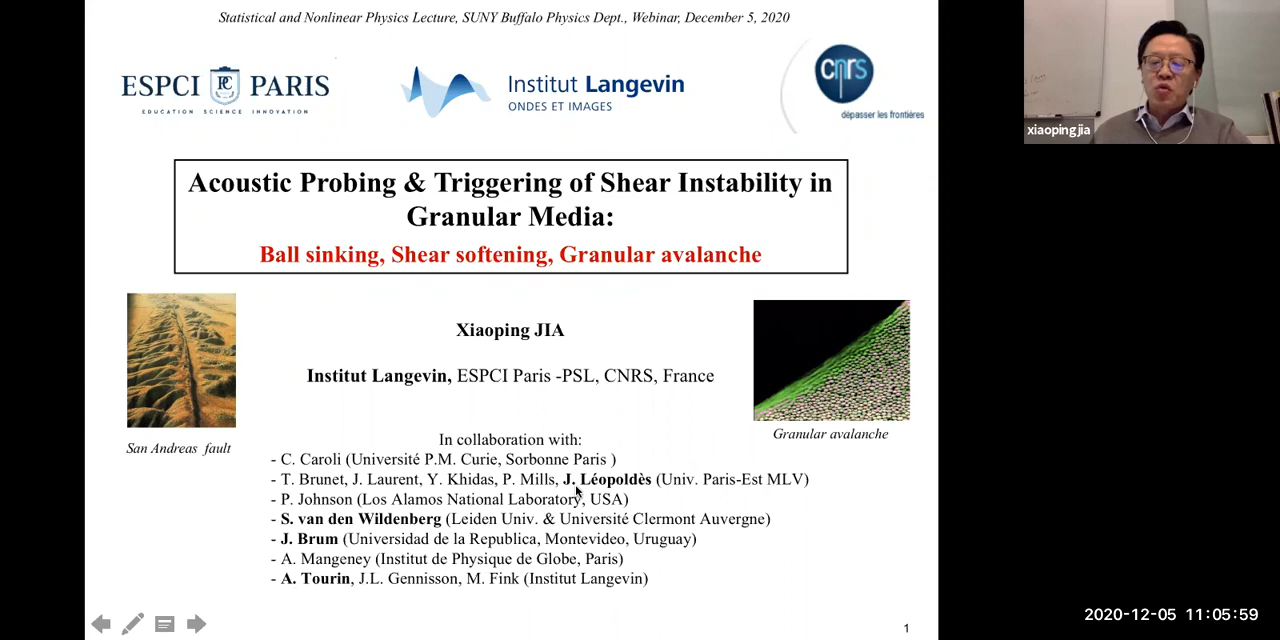 Statistical and Nonlinear Physics Lecture, SUNY Buffalo Physics Dept., Webinar, December 5, 2020
ESPCI PARIS
EDUCATION SCIENCE INNOVATION
Institut Langevin
ONDES ET IMAGES
cnrs
dépasser les frontières
xiaoping jia
Acoustic Probing & Triggering of Shear Instability in
Granular Media:
Ball sinking, Shear softening, Granular avalanche
Xiaoping JIA
Institut Langevin, ESPCI Paris -PSL, CNRS, France
San Andreas fault
Granular avalanche
In collaboration with:
- C. Caroli (Université P.M. Curie, Sorbonne Paris )
- T. Brunet, J. Laurent, Y. Khidas, P. Mills, J. Léopoldès (Univ. Paris-Est MLV)
- P. Johnson (Los Alamos National Laboratory, USA)
- S. van den Wildenberg (Leiden Univ. & Université Clermont Auvergne)
- J. Brum (Universidad de la Republica, Montevideo, Uruguay)
- A. Mangeney (Institut de Physique de Globe, Paris)
- A. Tourin, J.L. Gennisson, M. Fink (Institut Langevin)
1
2020-12-05 11:05:59